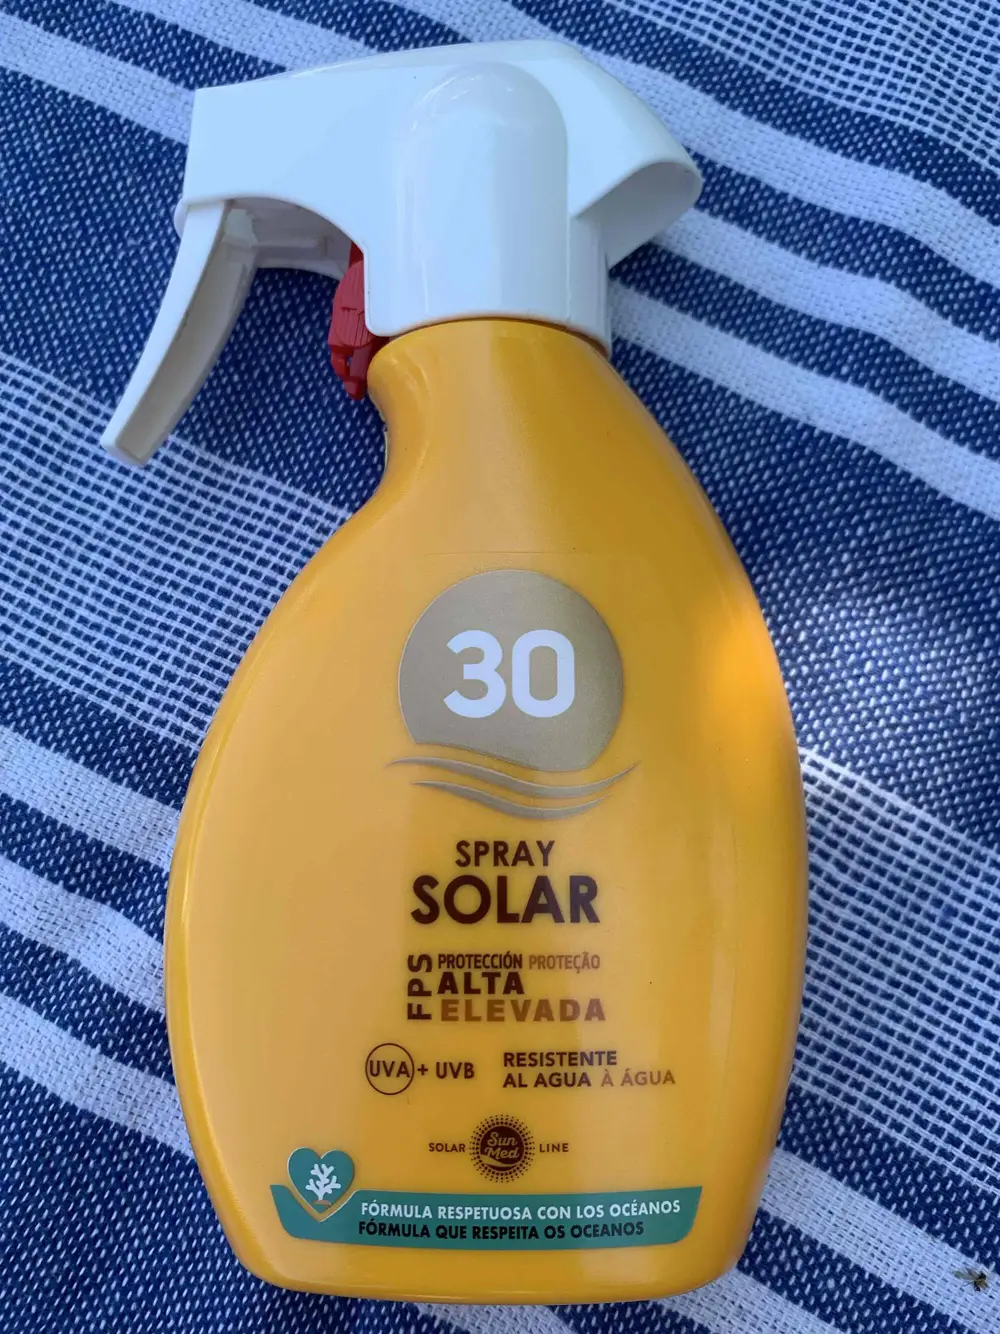 30
SPRAY
SOLAR
FPS
PROTECCIÓN PROTEÇÃO
ALTA
ELEVADA
UVA + UVB
RESISTENTE
AL AGUA À ÁGUA
SOLAR Sun Med LINE
FÓRMULA RESPETUOSA CON LOS OCÉANOS
FÓRMULA QUE RESPEITA OS OCEANOS